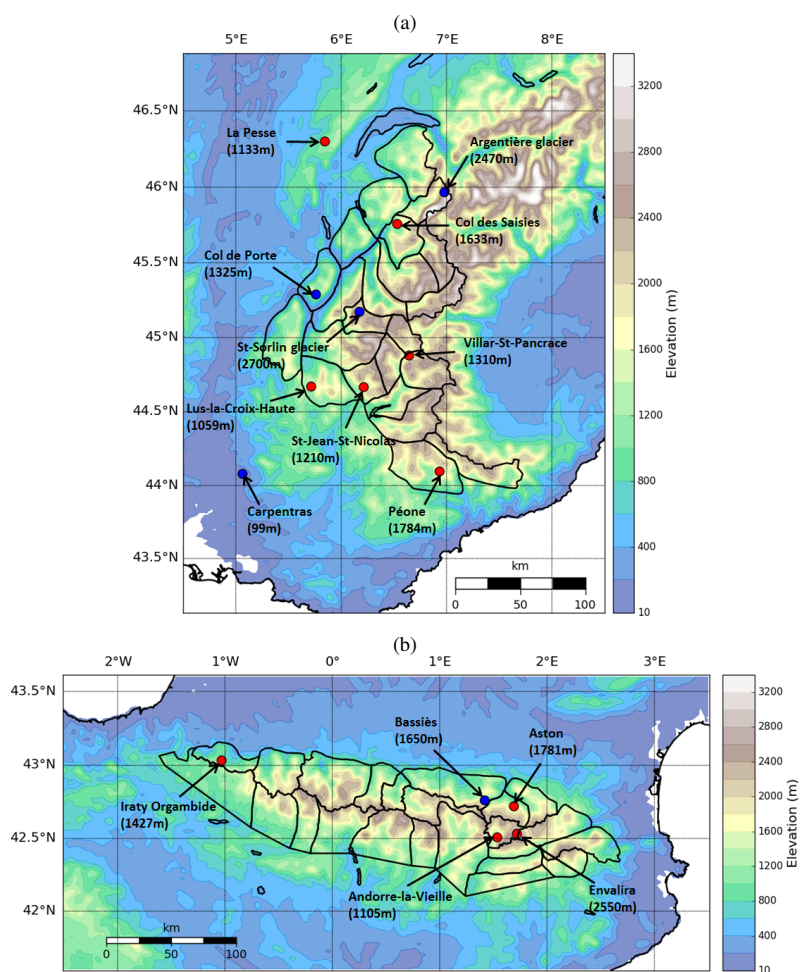 (a)
5°E 6°E 7°E 8°E
46.5°N
46°N
45.5°N
45°N
44.5°N
44°N
43.5°N
La Pesse
(1133m)
Argentière glacier
(2470m)
Col des Saisies
(1633m)
Col de Porte
(1325m)
St-Sorlin glacier
(2700m)
Villar-St-Pancrace
(1310m)
Lus-la-Croix-Haute
(1059m)
St-Jean-St-Nicolas
(1210m)
Carpentras
(99m)
Péone
(1784m)
km
0 50 100
3200
2800
2400
2000
1600
1200
800
400
10
Elevation (m)
(b)
2°W 1°W 0° 1°E 2°E 3°E
43.5°N
43°N
42.5°N
42°N
Bassiès
(1650m)
Aston
(1781m)
Iraty Orgambide
(1427m)
Andorre-la-Vieille
(1105m)
Envalira
(2550m)
km
0 50 100
3200
2800
2400
2000
1600
1200
800
400
10
Elevation (m)